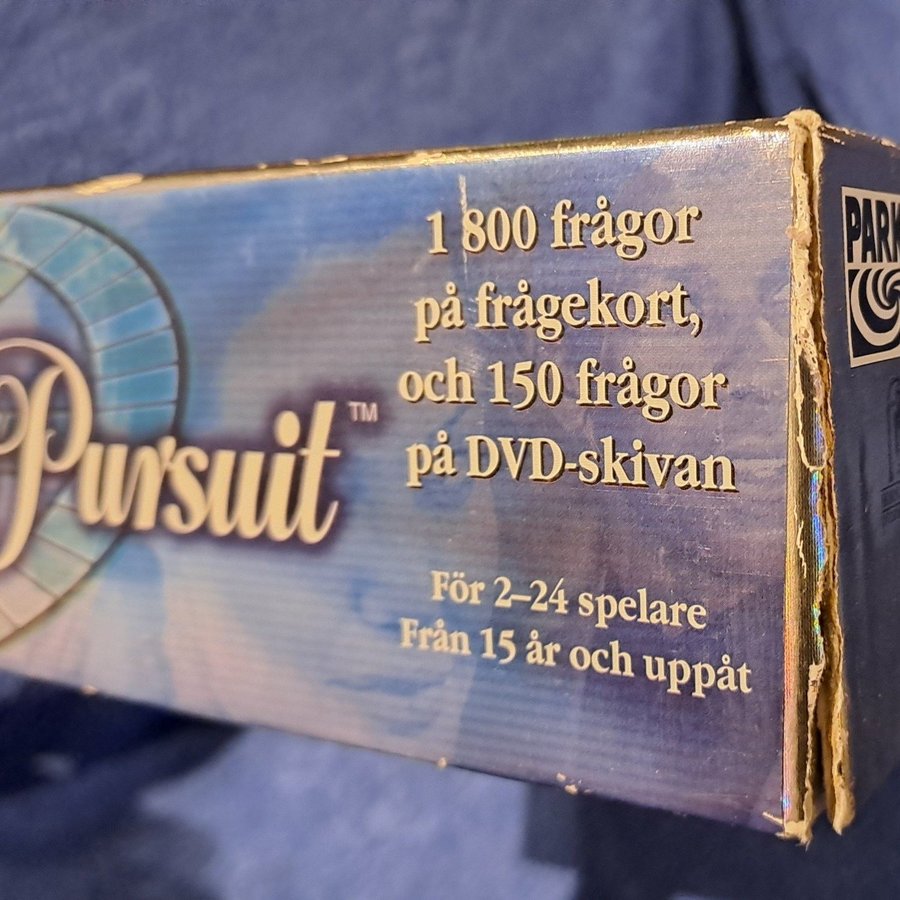 Pursuit™
1 800 frågor
på frågekort,
och 150 frågor
på DVD-skivan
För 2–24 spelare
Från 15 år och uppåt
PARK